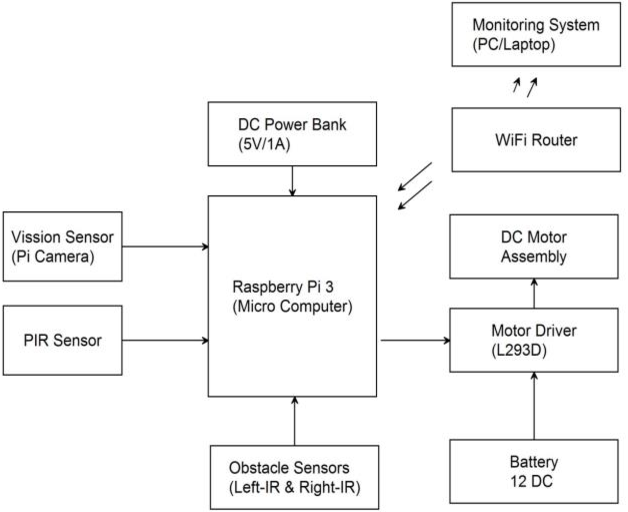 Monitoring System
(PC/Laptop)
DC Power Bank
(5V/1A)
WiFi Router
Vission Sensor
(Pi Camera)
DC Motor
Assembly
Raspberry Pi 3
(Micro Computer)
PIR Sensor
Motor Driver
(L293D)
Obstacle Sensors
(Left-IR & Right-IR)
Battery
12 DC